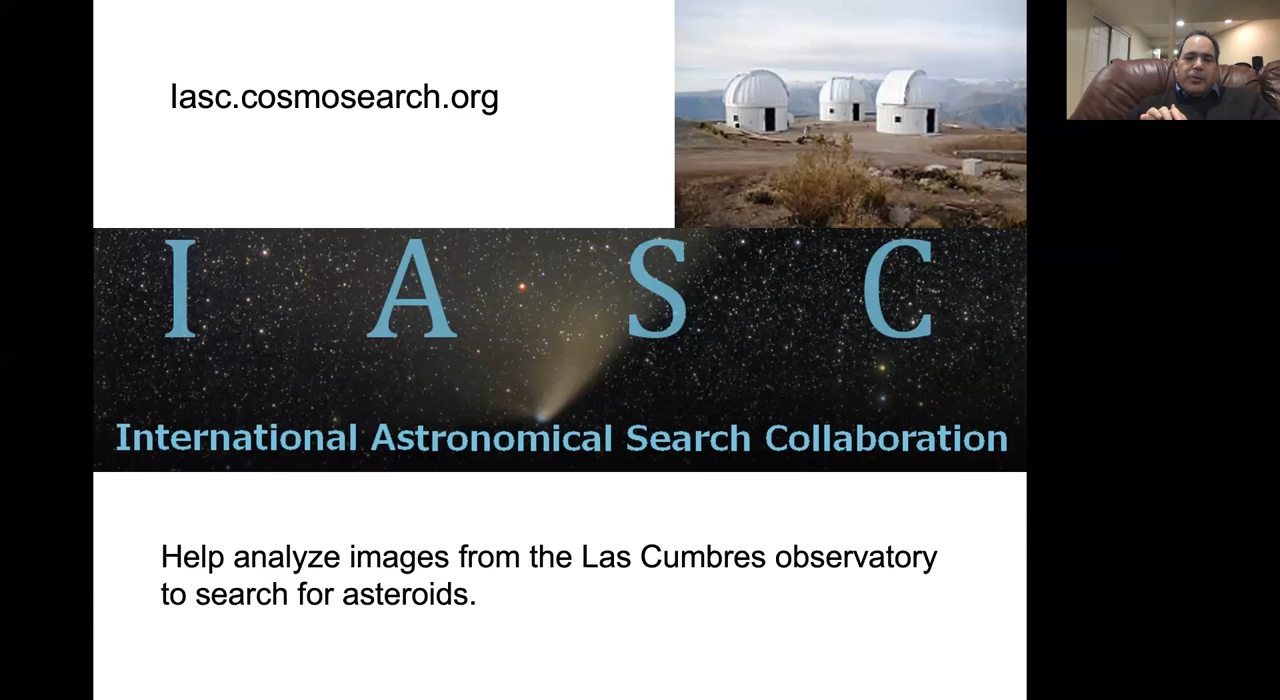 Iasc.cosmosearch.org
I A S C
International Astronomical Search Collaboration
Help analyze images from the Las Cumbres observatory
to search for asteroids.